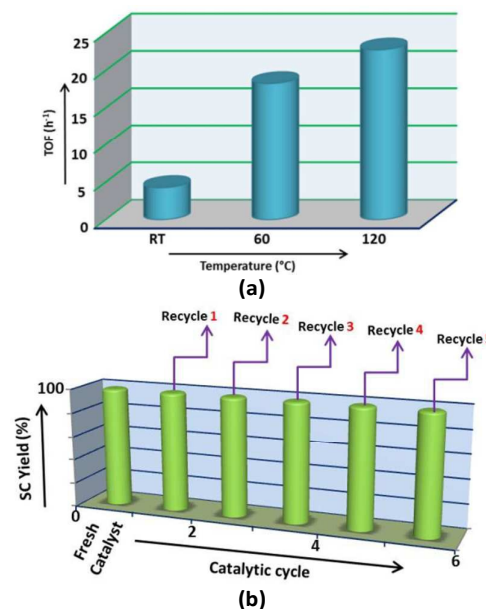 25
20
15
10
5
0
TOF (h⁻¹)
RT 60 120
Temperature (°C)
(a)
Recycle 1 Recycle 2 Recycle 3 Recycle 4 Recycle
100
SC Yield (%)
0 2 4 6
Fresh
Catalyst
Catalytic cycle
(b)